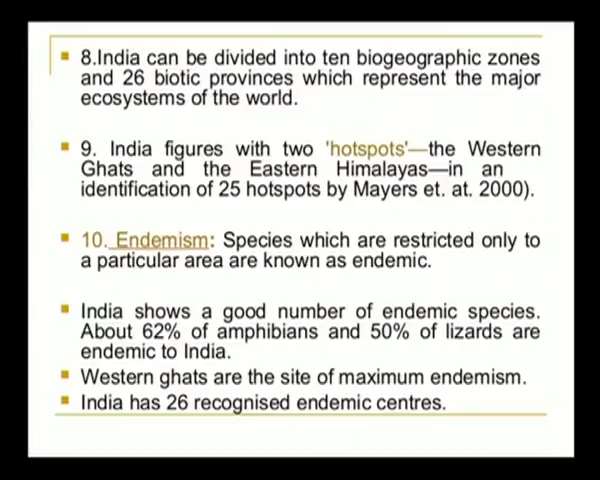 8.India can be divided into ten biogeographic zones
and 26 biotic provinces which represent the major
ecosystems of the world.
9. India figures with two 'hotspots'—the Western
Ghats and the Eastern Himalayas—in an
identification of 25 hotspots by Mayers et. at. 2000).
10. Endemism: Species which are restricted only to
a particular area are known as endemic.
India shows a good number of endemic species.
About 62% of amphibians and 50% of lizards are
endemic to India.
Western ghats are the site of maximum endemism.
India has 26 recognised endemic centres.